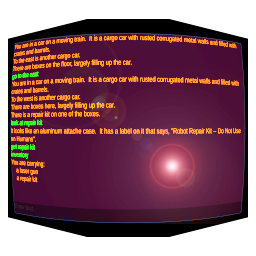 You are in a car on a moving train. It is a cargo car with rusted corrugated metal walls and filled with
crates and barrels.
To the east is another cargo car.
There are boxes on the floor, largely filling up the car.
go to the east
You are in a car on a moving train. It is a cargo car with rusted corrugated metal walls and filled with
crates and barrels.
To the west is another cargo car.
There are boxes here, largely filling up the car.
There is a repair kit on one of the boxes.
look at repair kit
It looks like an aluminum attache case. It has a label on it that says, "Robot Repair Kit -- Do Not Use
on Humans".
get repair kit
inventory
You are carrying:
a laser gun
a repair kit